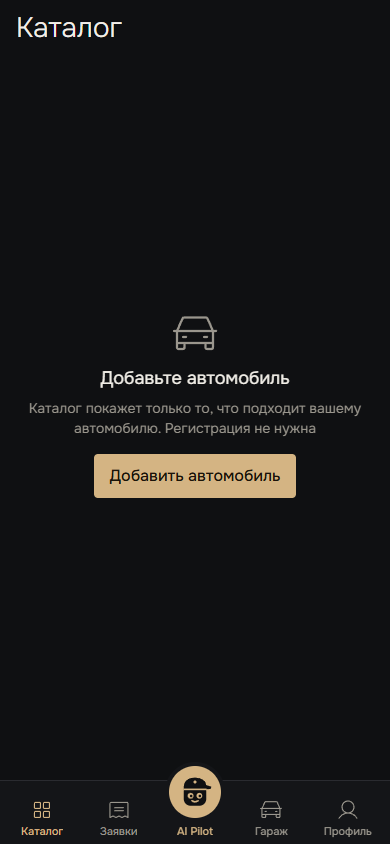 Каталог
Добавьте автомобиль
Каталог покажет только то, что подходит вашему
автомобилю. Регистрация не нужна
Добавить автомобиль
Каталог
Заявки
AI Pilot
Гараж
Профиль